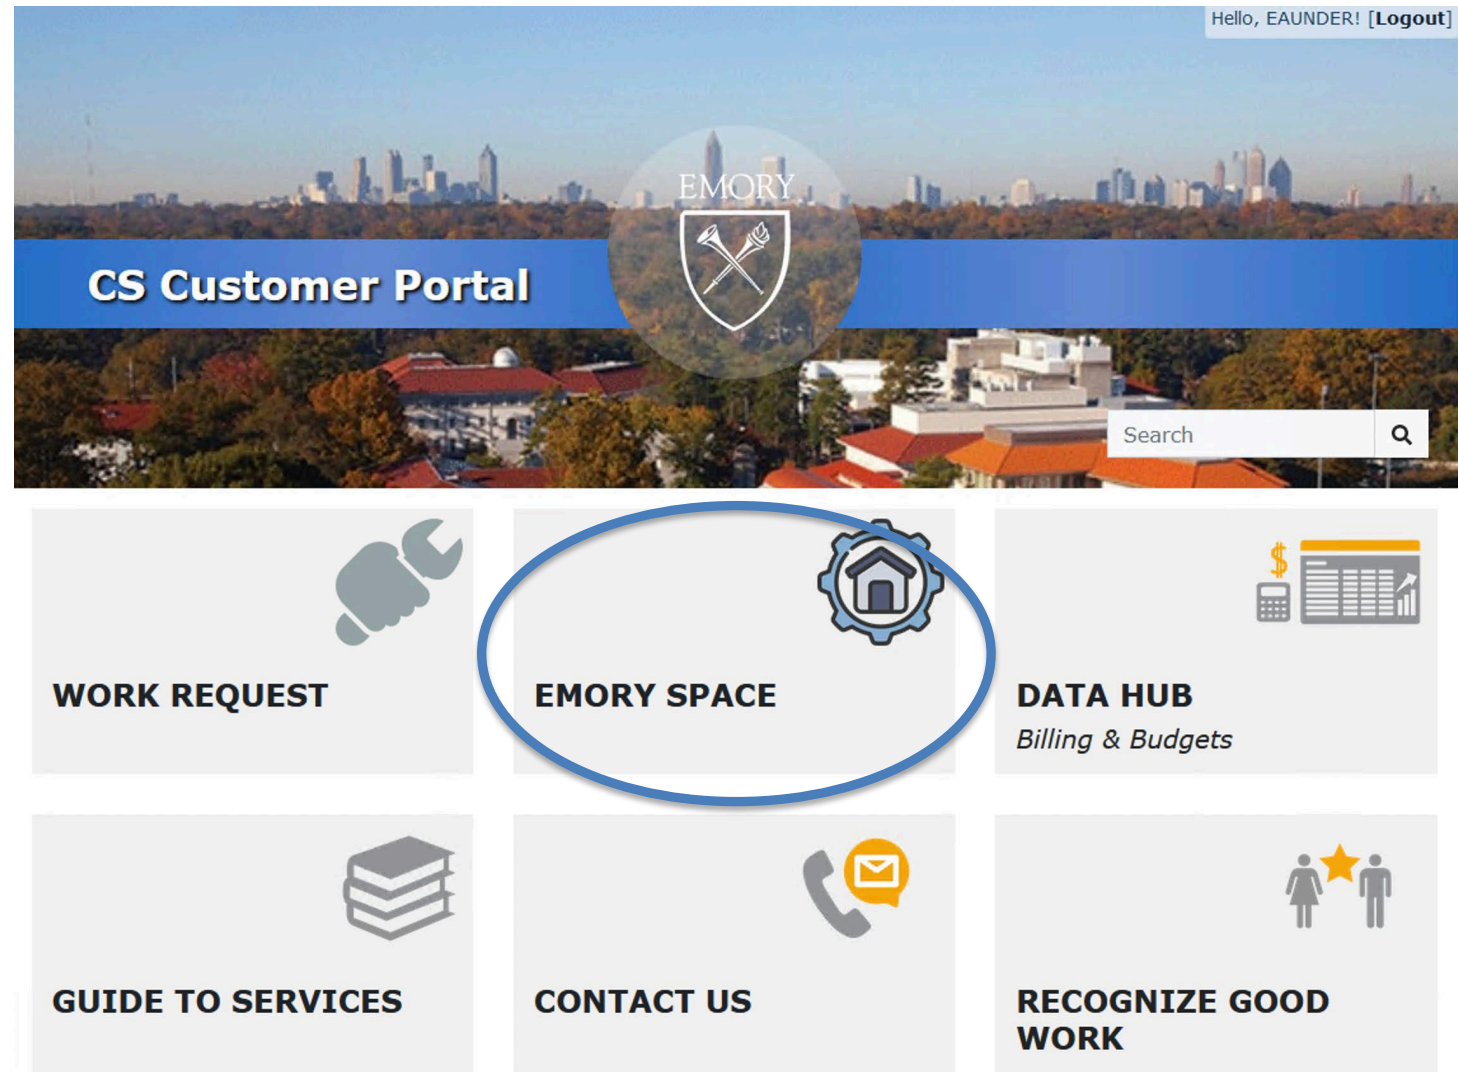 Hello, EAUNDER! [Logout]
EMORY
CS Customer Portal
Search
WORK REQUEST
EMORY SPACE
DATA HUB
Billing & Budgets
$
GUIDE TO SERVICES
CONTACT US
RECOGNIZE GOOD
WORK